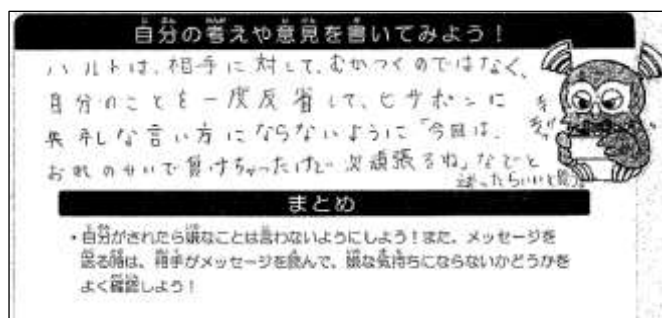 自分の考えや意見を書いてみよう！
ハルトは、相手に対して、むかつくのではなく、
自分のことを一度反省して、ヒサポンに
失礼な言い方にならないように「今回は、
おれのせいで負けちゃったけど次頑張るね」などと
送ったらいいと思う。
まとめ
・自分がされたら嫌なことは言わないようにしよう！また、メッセージを
送る時は、相手がメッセージを読んで、嫌な気持ちにならないかどうかを
よく確認しよう！